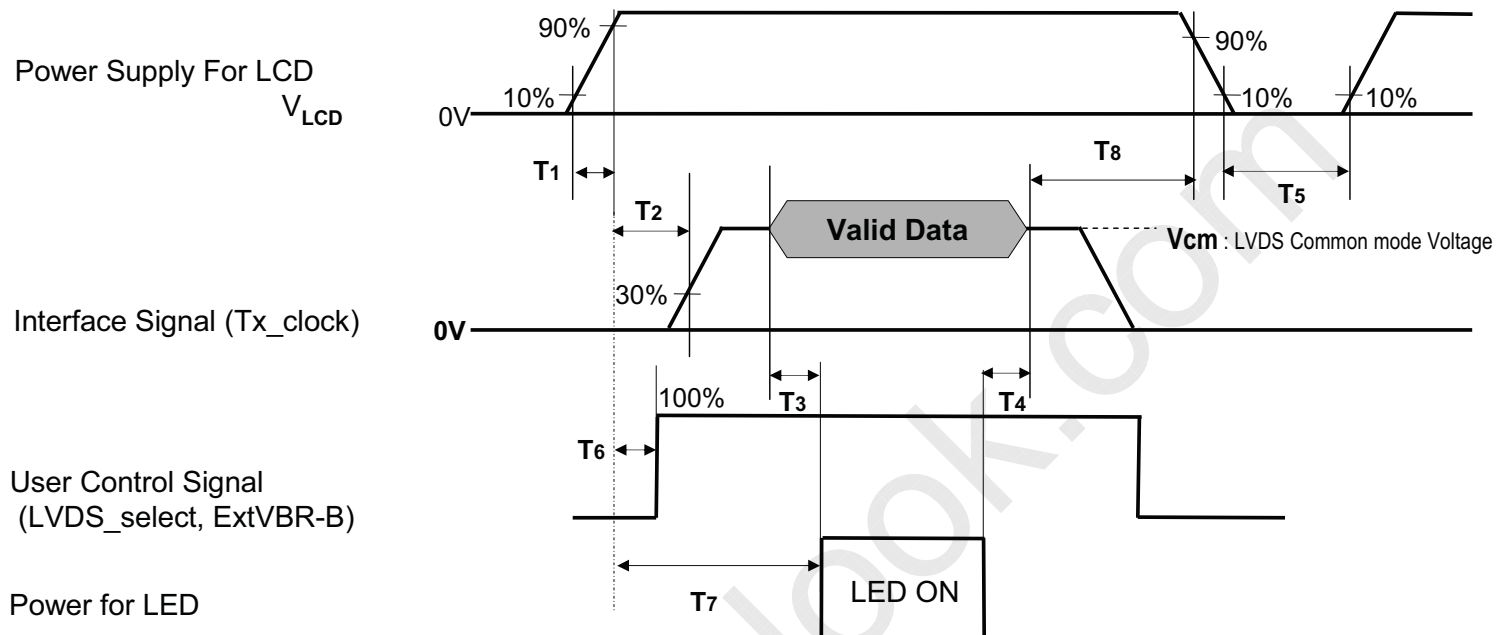 90%
90%
Power Supply For LCD
VLCD
10%
10%
10%
0V
T1
T8
T5
T2
Valid Data
Vcm : LVDS Common mode Voltage
30%
Interface Signal (Tx_clock)
0V
100%
T3
T4
T6
User Control Signal
(LVDS_select, ExtVBR-B)
T7
LED ON
Power for LED
look.com